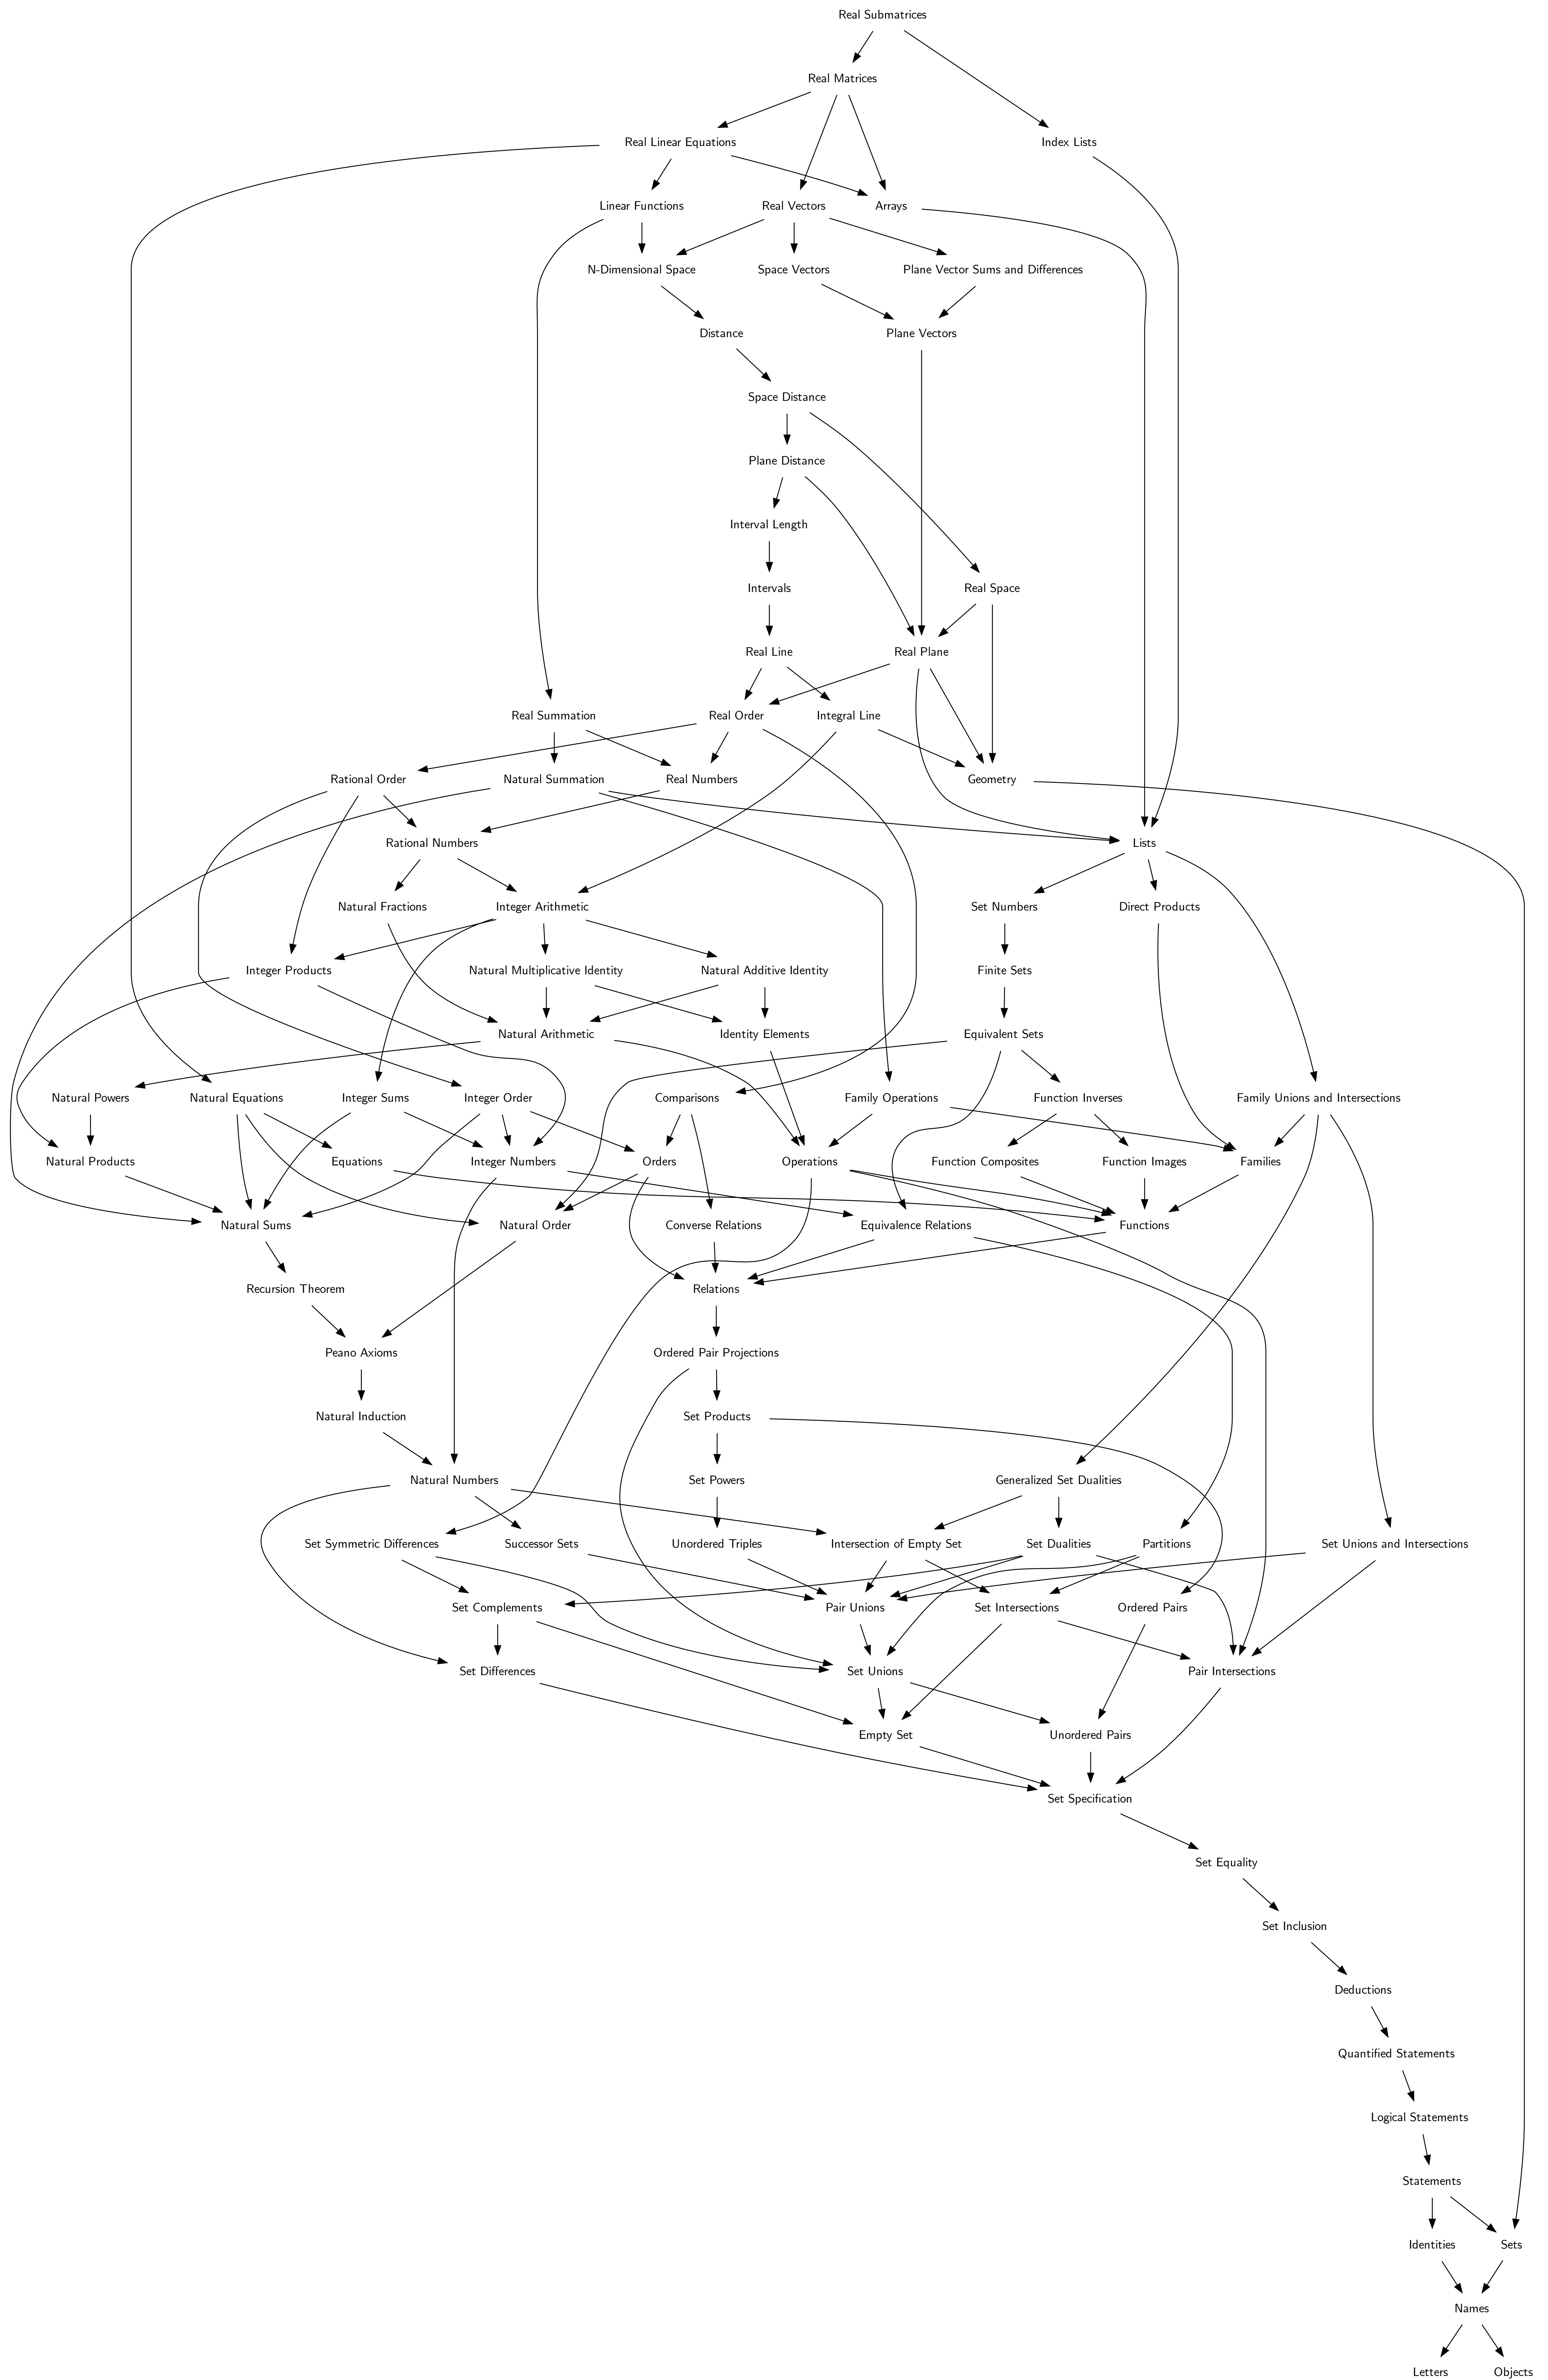 Real Submatrices
Real Matrices
Real Linear Equations
Index Lists
Linear Functions
Real Vectors
Arrays
N-Dimensional Space
Space Vectors
Plane Vector Sums and Differences
Distance
Plane Vectors
Space Distance
Plane Distance
Interval Length
Intervals
Real Space
Real Line
Real Plane
Real Summation
Real Order
Integral Line
Rational Order
Natural Summation
Real Numbers
Geometry
Rational Numbers
Lists
Natural Fractions
Integer Arithmetic
Set Numbers
Direct Products
Integer Products
Natural Multiplicative Identity
Natural Additive Identity
Finite Sets
Natural Arithmetic
Identity Elements
Equivalent Sets
Natural Powers
Natural Equations
Integer Sums
Integer Order
Comparisons
Family Operations
Function Inverses
Family Unions and Intersections
Natural Products
Equations
Integer Numbers
Orders
Operations
Function Composites
Function Images
Families
Natural Sums
Natural Order
Converse Relations
Equivalence Relations
Functions
Recursion Theorem
Relations
Peano Axioms
Ordered Pair Projections
Natural Induction
Set Products
Natural Numbers
Set Powers
Generalized Set Dualities
Set Symmetric Differences
Successor Sets
Unordered Triples
Intersection of Empty Set
Set Dualities
Partitions
Set Unions and Intersections
Set Complements
Pair Unions
Set Intersections
Ordered Pairs
Set Differences
Set Unions
Pair Intersections
Empty Set
Unordered Pairs
Set Specification
Set Equality
Set Inclusion
Deductions
Quantified Statements
Logical Statements
Statements
Identities
Sets
Names
Letters
Objects